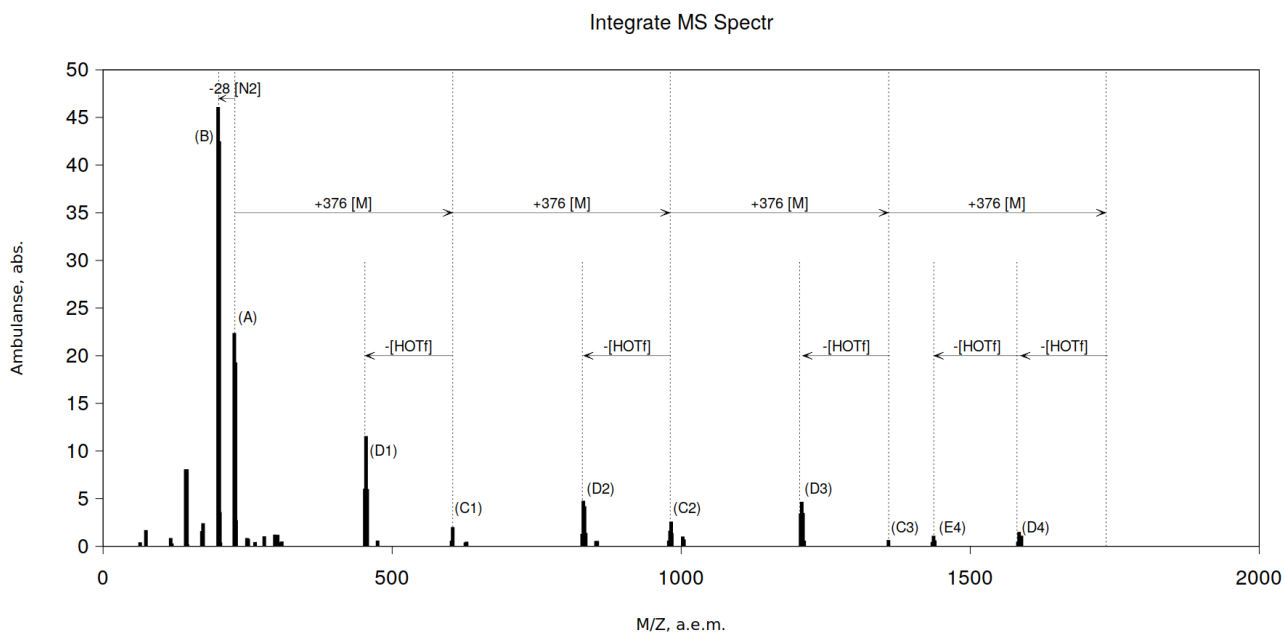 Integrate MS Spectr
50
-28 [N2]
45
(B)
40
35
+376 [M] +376 [M] +376 [M] +376 [M]
30
25
(A)
20
-[HOTf] -[HOTf] -[HOTf] -[HOTf] -[HOTf]
15
10
(D1)
5
(C1) (D2) (C2) (D3) (C3) (E4) (D4)
0
0 500 1000 1500 2000
M/Z, a.e.m.
Ambulanse, abs.